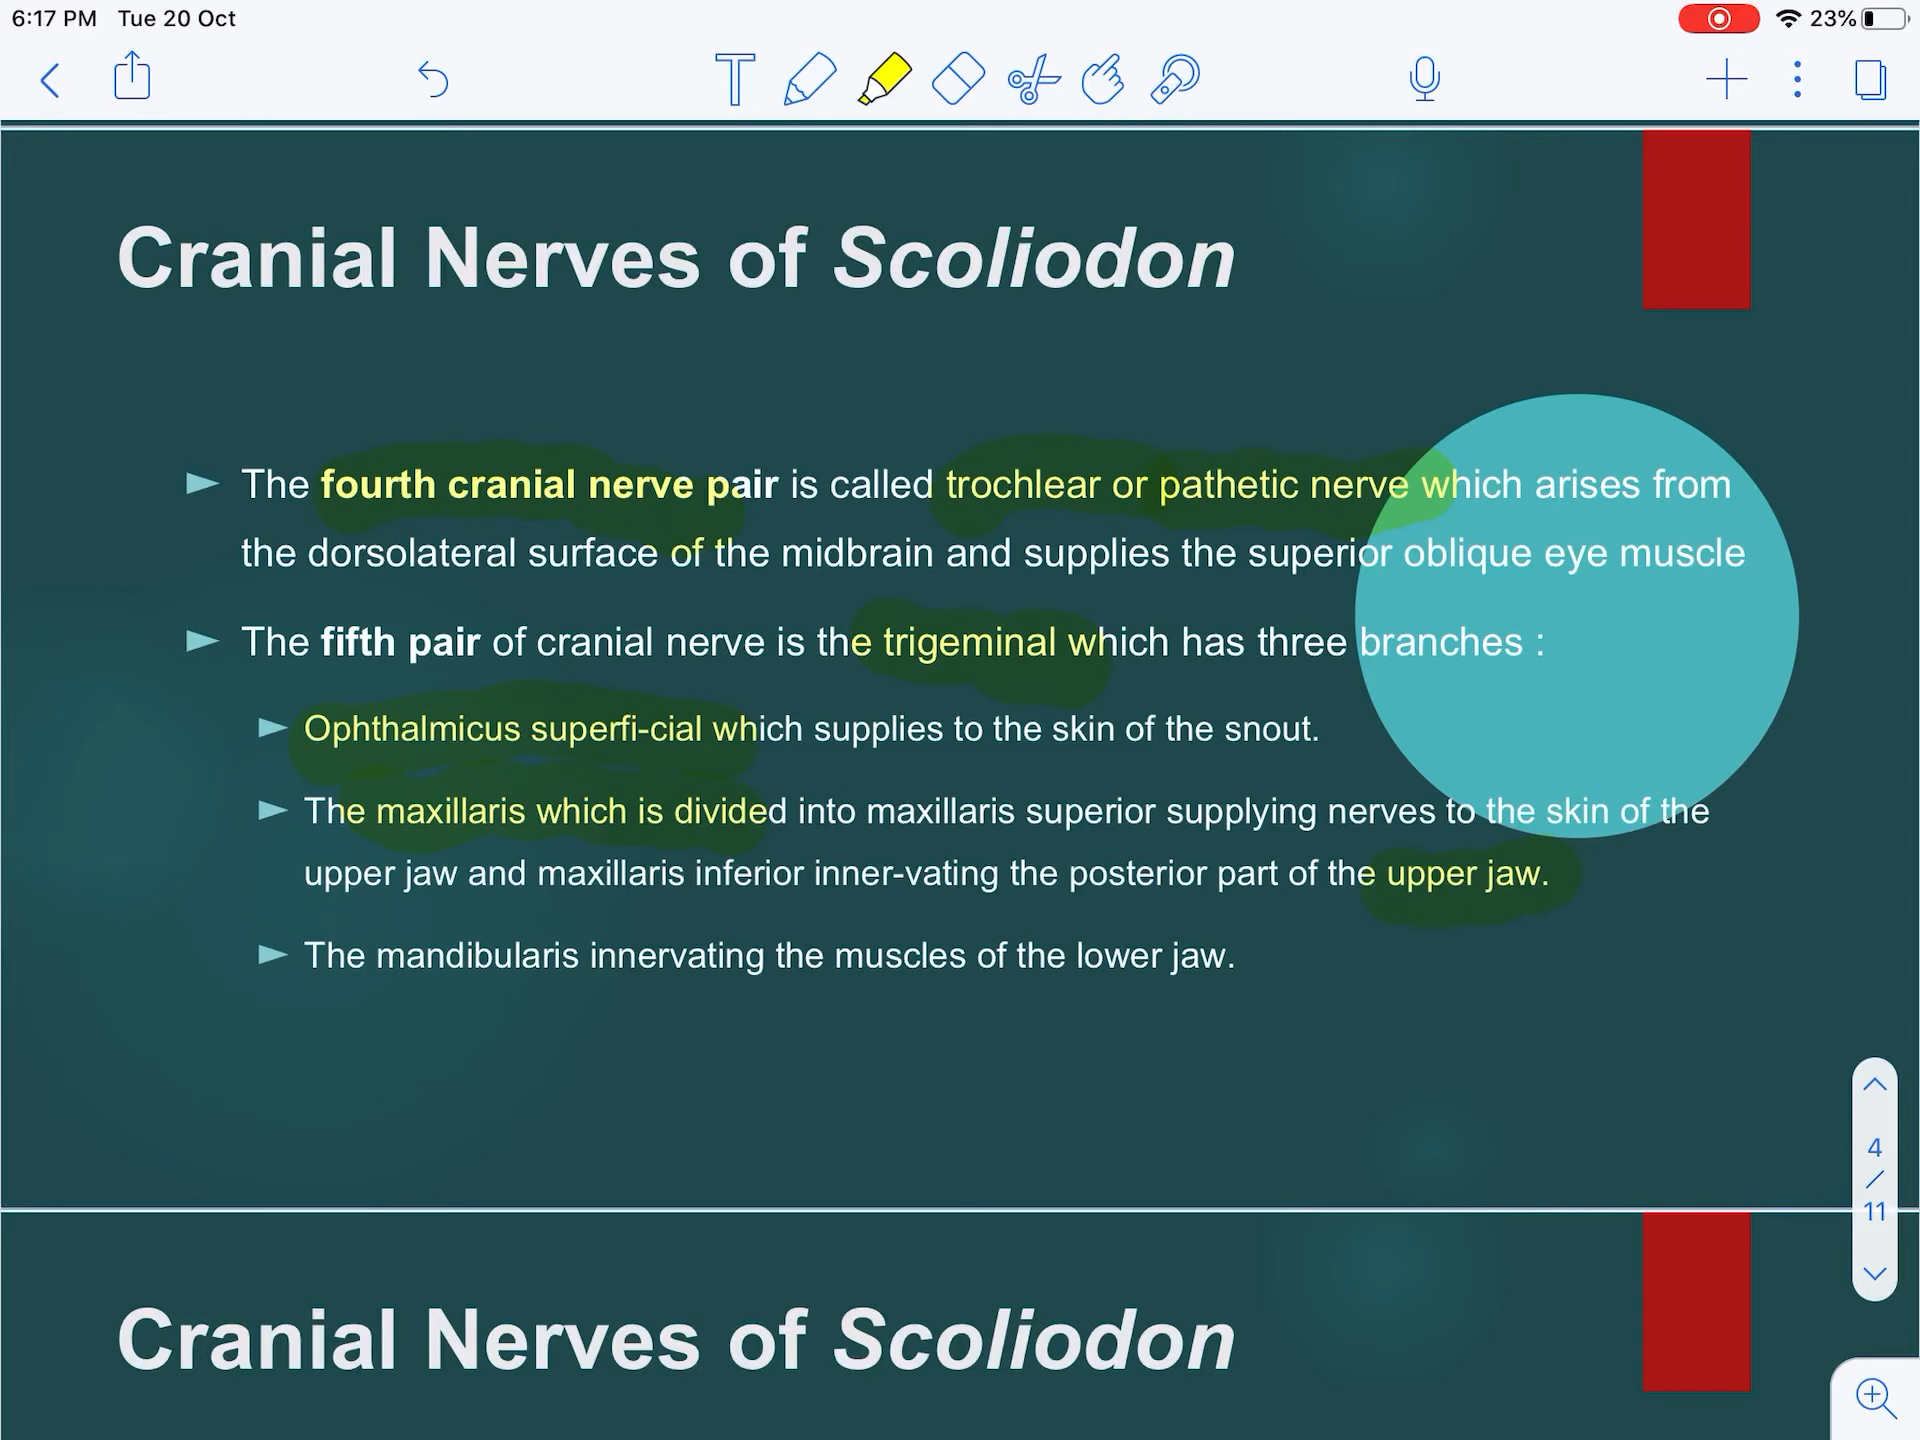 6:17 PM Tue 20 Oct
23%
Cranial Nerves of Scoliodon
The fourth cranial nerve pair is called trochlear or pathetic nerve which arises from
the dorsolateral surface of the midbrain and supplies the superior oblique eye muscle
The fifth pair of cranial nerve is the trigeminal which has three branches :
Ophthalmicus superfi-cial which supplies to the skin of the snout.
The maxillaris which is divided into maxillaris superior supplying nerves to the skin of the
upper jaw and maxillaris inferior inner-vating the posterior part of the upper jaw.
The mandibularis innervating the muscles of the lower jaw.
4
/
11
Cranial Nerves of Scoliodon